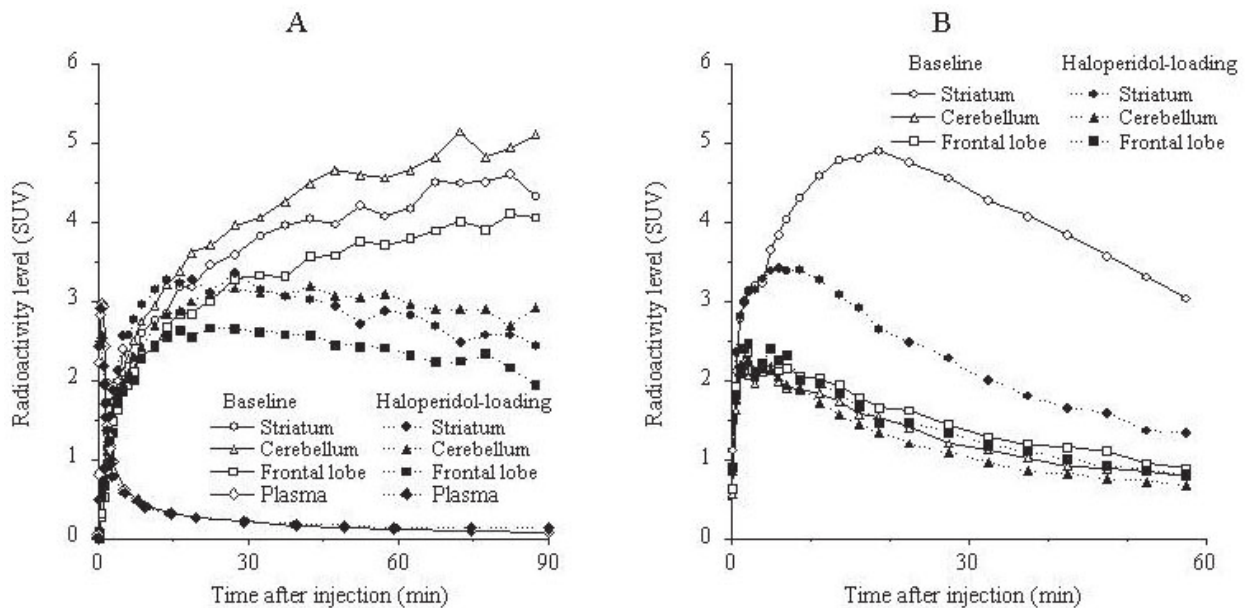 A
Radioactivity level (SUV)
6
5
4
3
2
1
0
Baseline Haloperidol-loading
Striatum Striatum
Cerebellum Cerebellum
Frontal lobe Frontal lobe
Plasma Plasma
0 30 60 90
Time after injection (min)
B
Radioactivity level (SUV)
6
5
4
3
2
1
0
Baseline Haloperidol-loading
Striatum Striatum
Cerebellum Cerebellum
Frontal lobe Frontal lobe
0 30 60
Time after injection (min)